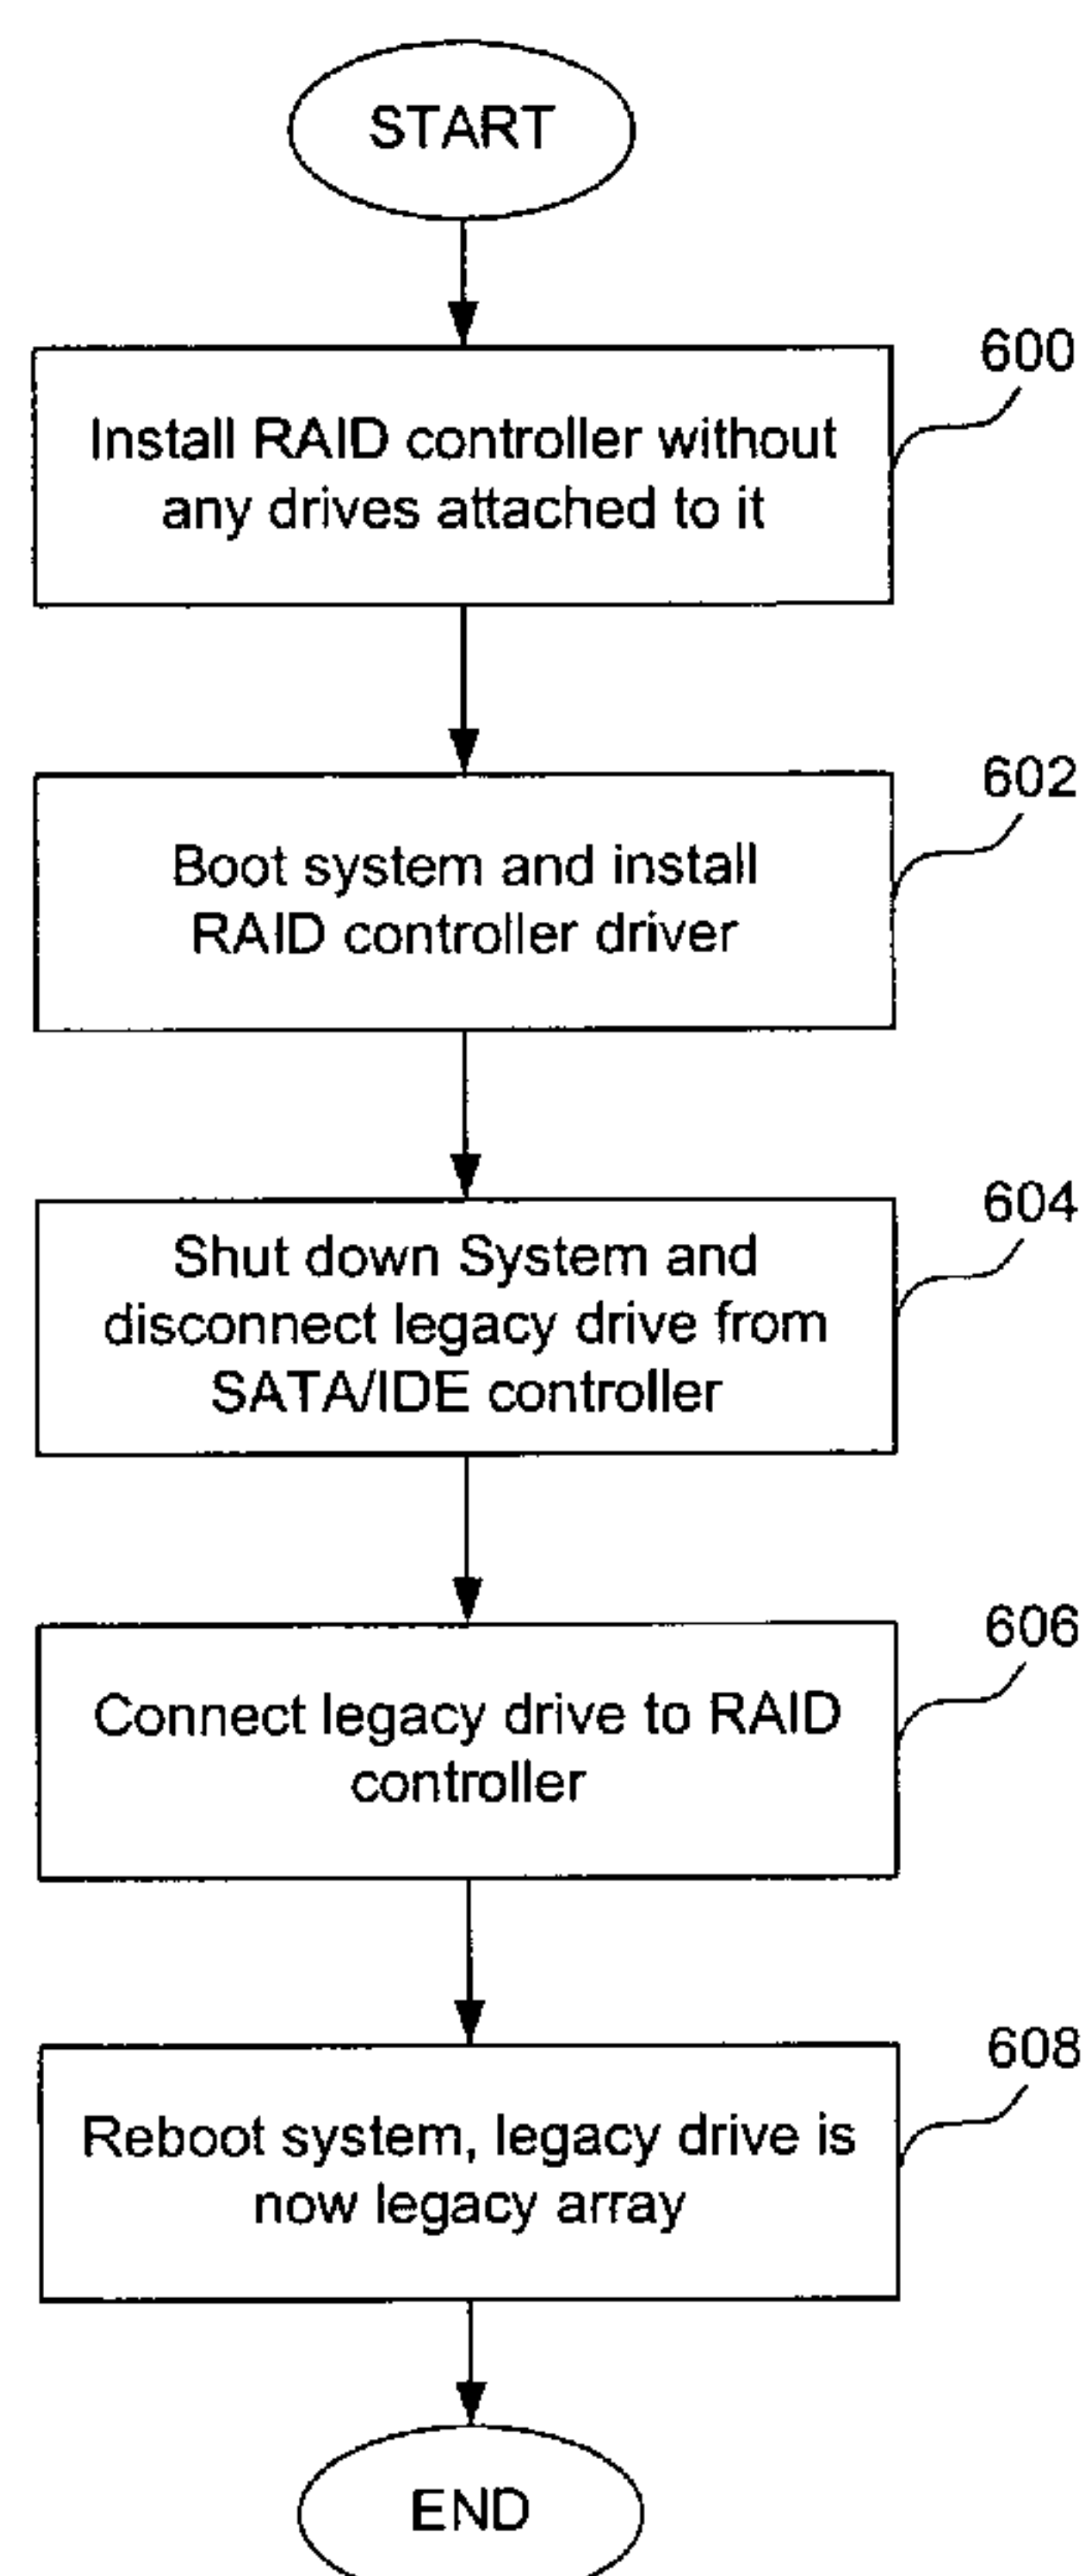 START
600
Install RAID controller without
any drives attached to it
602
Boot system and install
RAID controller driver
604
Shut down System and
disconnect legacy drive from
SATA/IDE controller
606
Connect legacy drive to RAID
controller
608
Reboot system, legacy drive is
now legacy array
END